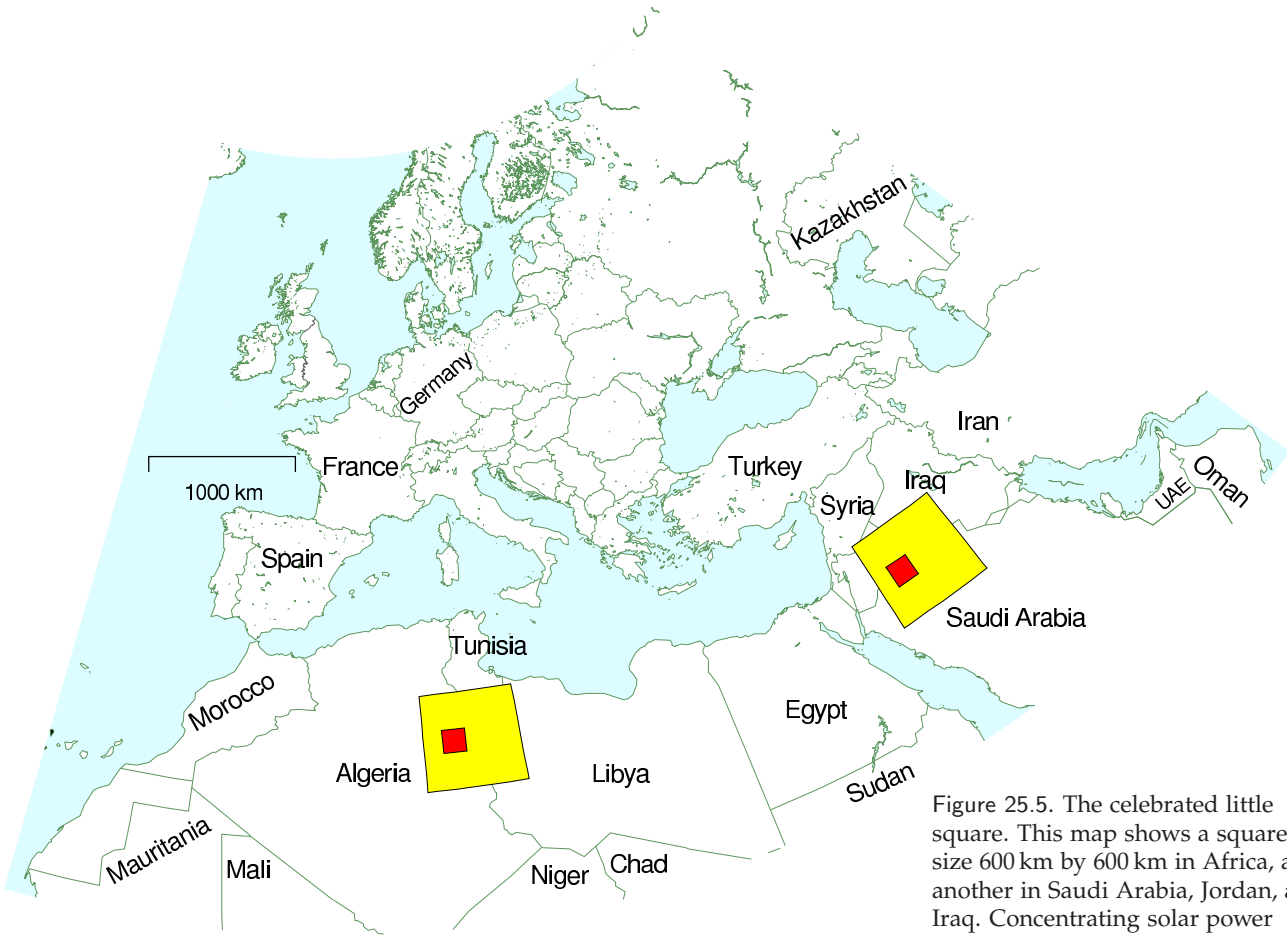 Kazakhstan
Germany
Iran
1000 km
France
Turkey
Iraq
Syria
UAE
Oman
Spain
Saudi Arabia
Tunisia
Morocco
Egypt
Algeria
Libya
Sudan
Mauritania
Mali
Niger
Chad
Figure 25.5. The celebrated little
square. This map shows a square
size 600 km by 600 km in Africa,
another in Saudi Arabia, Jordan,
Iraq. Concentrating solar power